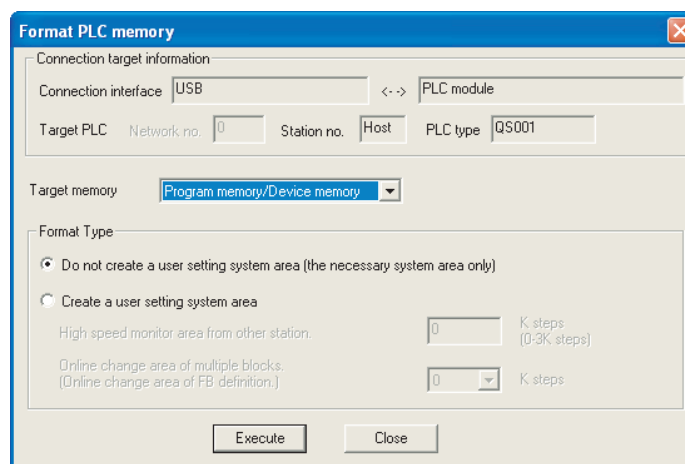 Format PLC memory
Connection target information
Connection interface USB <--> PLC module
Target PLC Network no. 0 Station no. Host PLC type QS001
Target memory Program memory/Device memory
Format Type
Do not create a user setting system area (the necessary system area only)
Create a user setting system area
High speed monitor area from other station. 0 K steps
(0-3K steps)
Online change area of multiple blocks.
(Online change area of FB definition.) 0 K steps
Execute Close